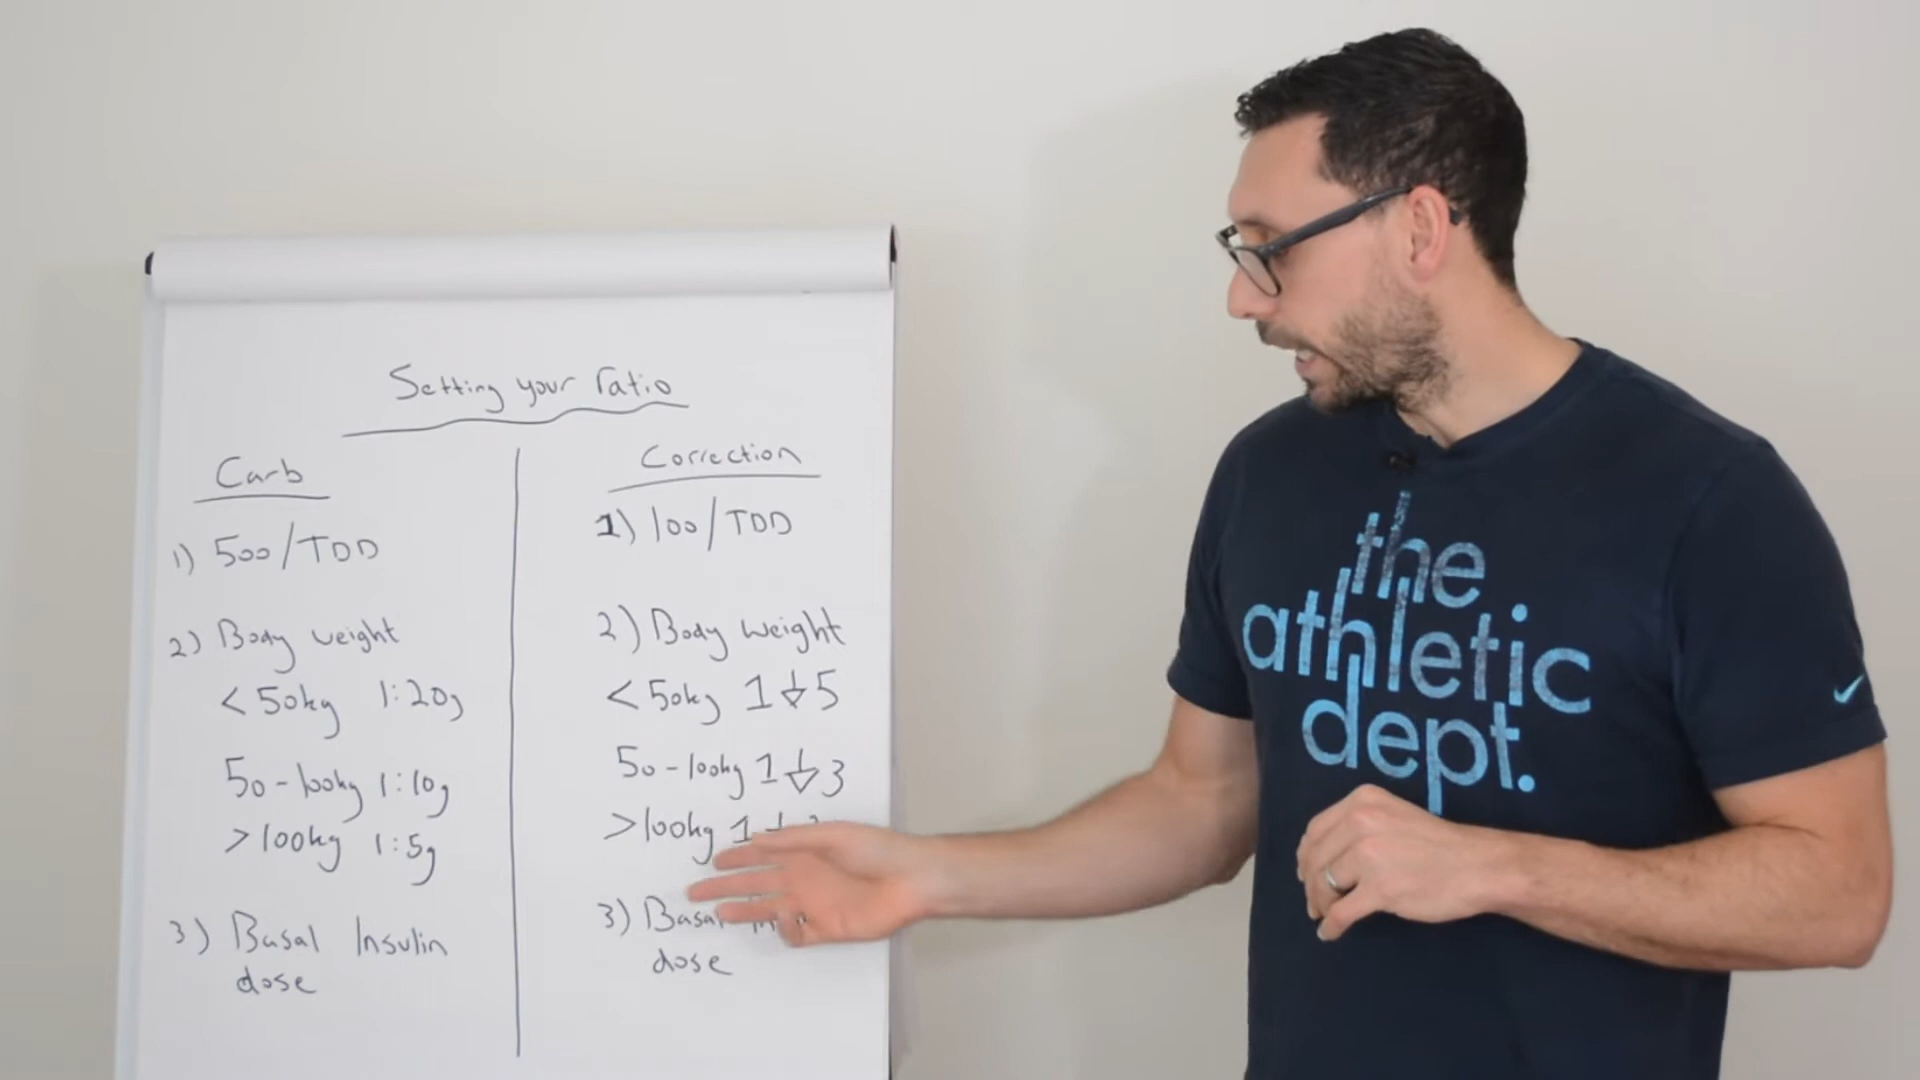 Setting your ratio
Carb
1) 500/TDD
2) Body weight
<50kg 1:20g
50-100kg 1:10g
>100kg 1:5g
3) Basal Insulin
dose
Correction
1) 100/TDD
2) Body weight
<50kg 1↓5
50-100kg 1↓3
>100kg 1↓
3) Basal
dose
the
athletic
dept.